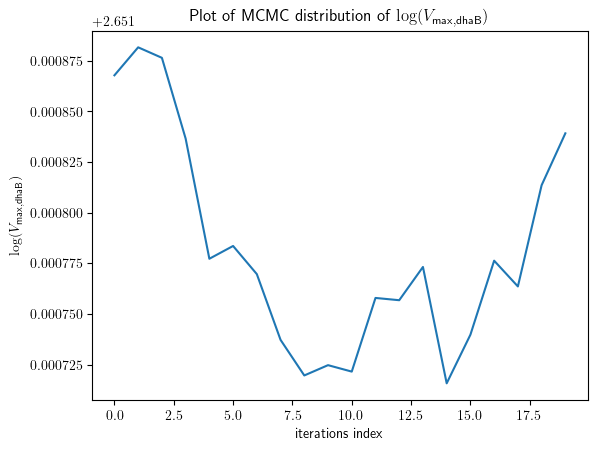 Plot of MCMC distribution of log(V_max,dhaB)
+2.651
0.000875
0.000850
0.000825
0.000800
0.000775
0.000750
0.000725
log(V_max,dhaB)
0.0 2.5 5.0 7.5 10.0 12.5 15.0 17.5
iterations index